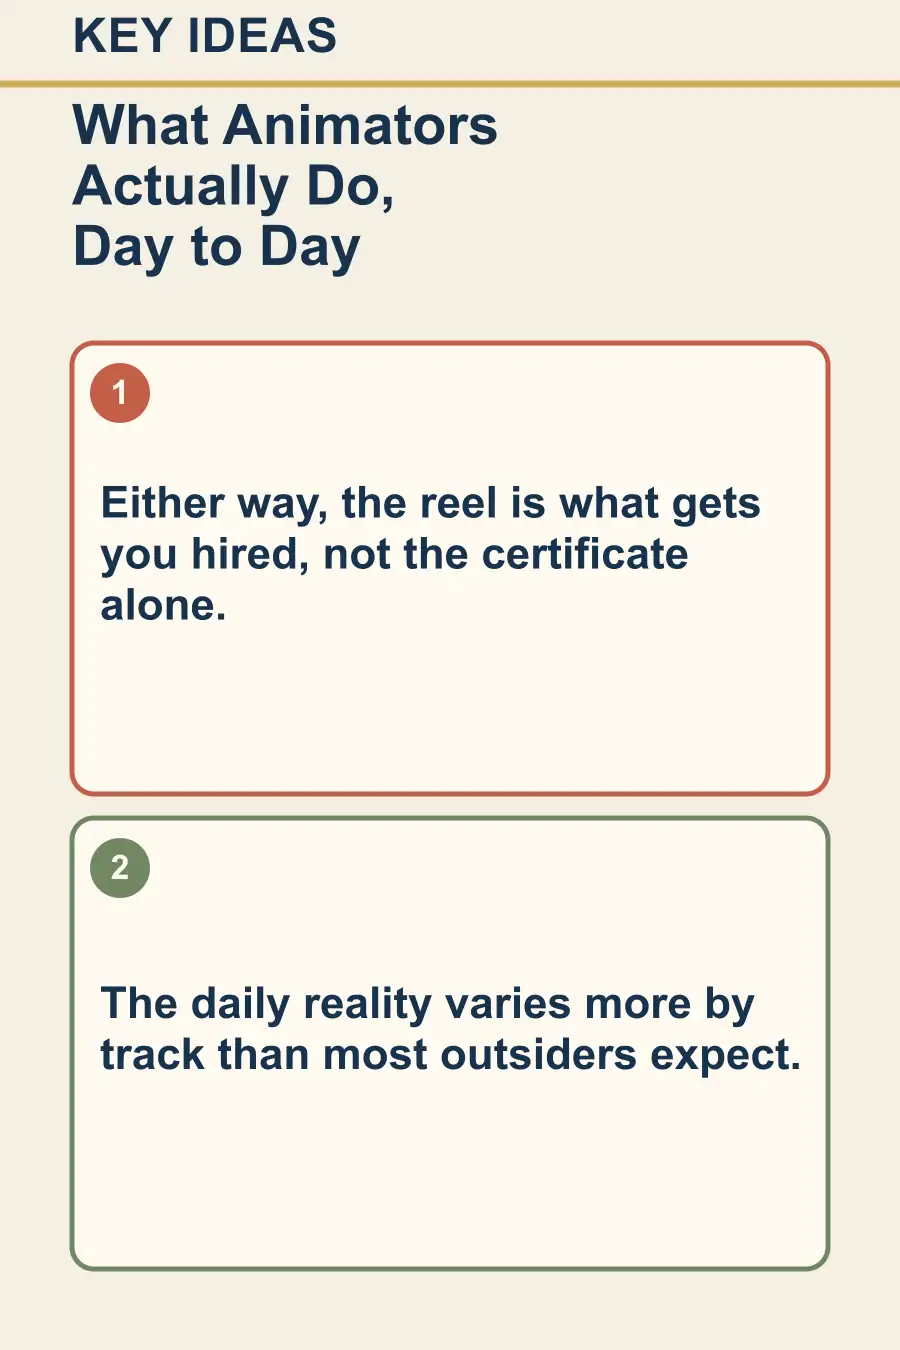 KEY IDEAS
What Animators
Actually Do,
Day to Day
1
Either way, the reel is what gets
you hired, not the certificate
alone.
2
The daily reality varies more by
track than most outsiders expect.